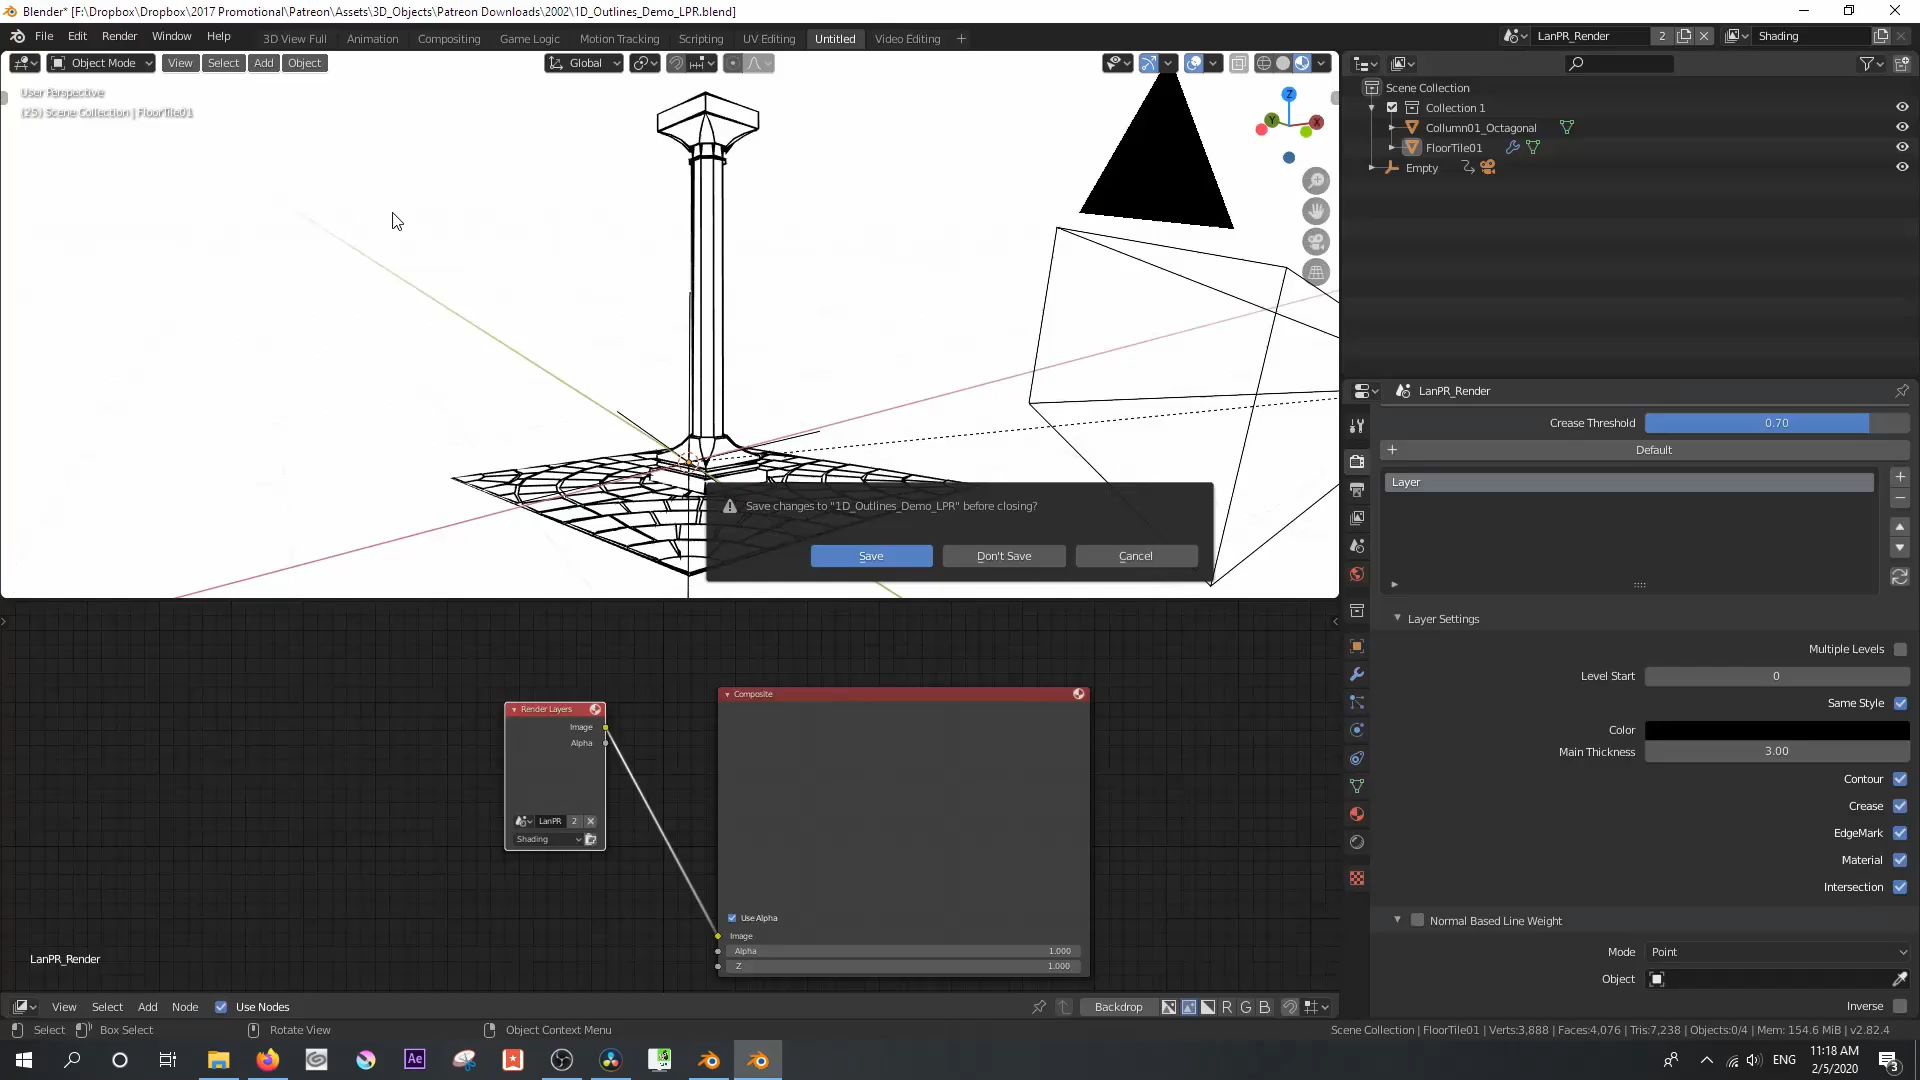 Blender* [F:\Dropbox\Dropbox\2017 Promotional\Patreon\Assets\3D_Objects\Patreon Downloads\2002\1D_Outlines_Demo_LPR.blend]
File Edit Render Window Help 3D View Full Animation Compositing Game Logic Motion Tracking Scripting UV Editing Untitled Video Editing + LanPR_Render 2 Shading
Object Mode View Select Add Object Global
User Perspective
(25) Scene Collection | FloorTile01
Z
Y X
Scene Collection
Collection 1
Collumn01_Octagonal
FloorTile01
Empty
LanPR_Render
Crease Threshold 0.70
+ Default
Layer
Save changes to "1D_Outlines_Demo_LPR" before closing?
Save Don't Save Cancel
Layer Settings
Multiple Levels
Level Start 0
Same Style
Color
Main Thickness 3.00
Contour
Crease
EdgeMark
Material
Intersection
Normal Based Line Weight
Mode Point
Object
Inverse
Render Layers
Image
Alpha
LanPR 2
Shading
Composite
Use Alpha
Image
Alpha 1.000
Z 1.000
LanPR_Render
View Select Add Node Use Nodes Backdrop R G B
Select Box Select Rotate View Object Context Menu Scene Collection | FloorTile01 | Verts:3,888 | Faces:4,076 | Tris:7,238 | Objects:0/4 | Mem: 154.6 MiB | v2.82.4
Ae ENG 11:18 AM
2/5/2020 3